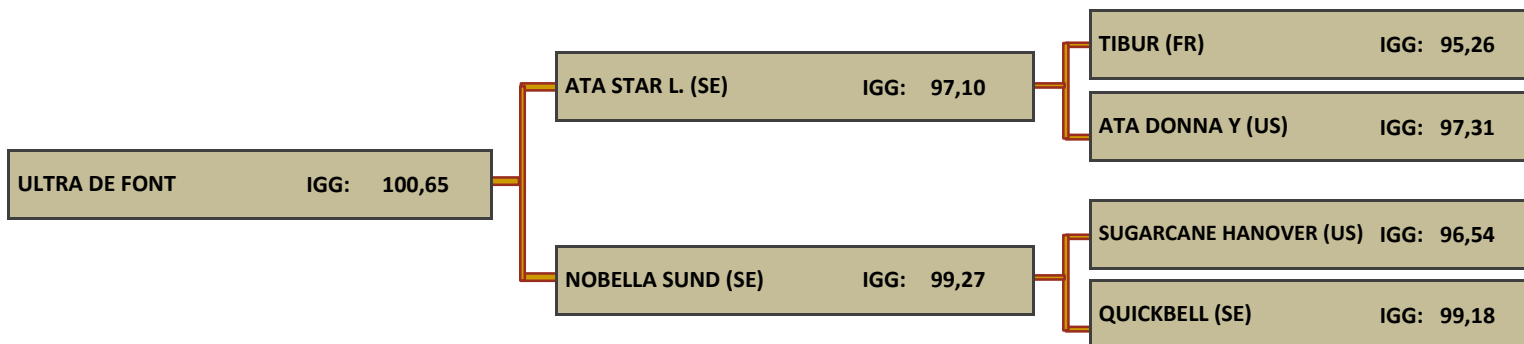 TIBUR (FR) IGG: 95,26
ATA STAR L. (SE) IGG: 97,10
ATA DONNA Y (US) IGG: 97,31
ULTRA DE FONT IGG: 100,65
SUGARCANE HANOVER (US) IGG: 96,54
NOBELLA SUND (SE) IGG: 99,27
QUICKBELL (SE) IGG: 99,18